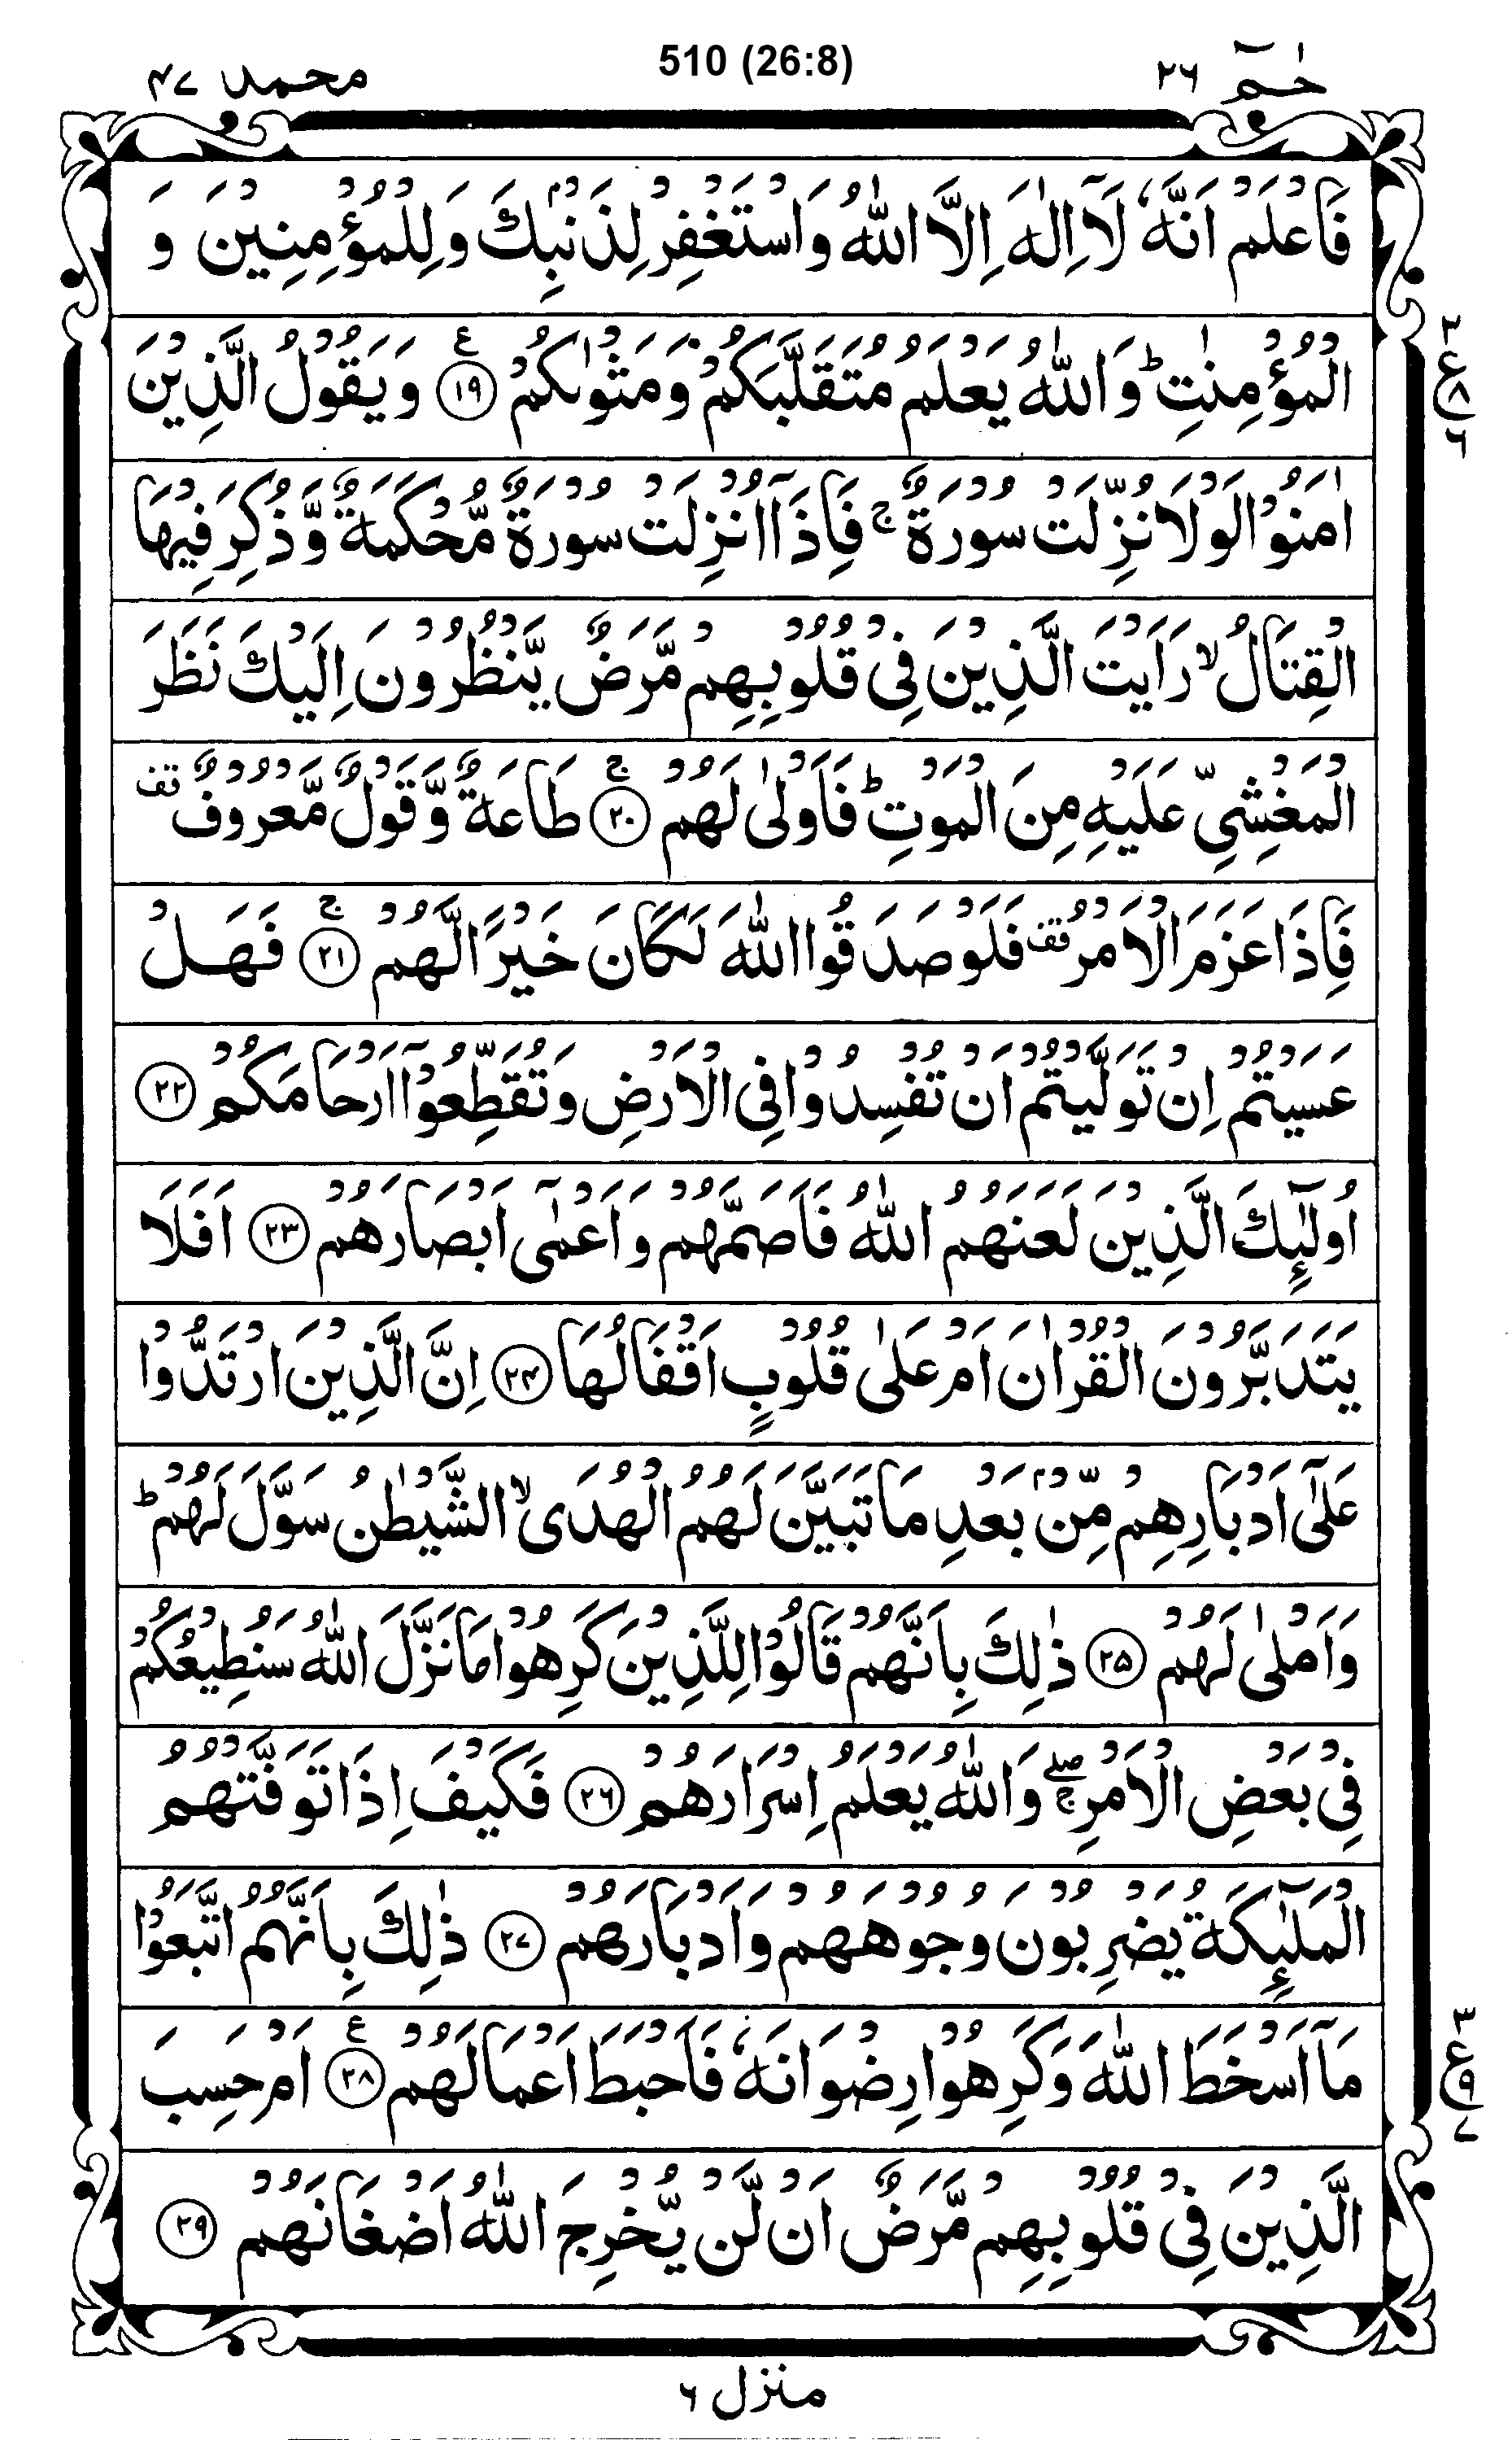 حٰمٓ ٢٦
510 (26:8)
محمد ٤٧
فَاعْلَمْ اَنَّهٗ لَاۤ اِلٰهَ اِلَّا اللّٰهُ وَاسْتَغْفِرْ لِذَنْۢبِكَ وَلِلْمُؤْمِنِيْنَ وَ
الْمُؤْمِنٰتِ ؕ وَاللّٰهُ يَعْلَمُ مُتَقَلَّبَكُمْ وَمَثْوٰىكُمْ ﴿١٩﴾ ع وَيَقُوْلُ الَّذِيْنَ
اٰمَنُوْا لَوْلَا نُزِّلَتْ سُوْرَةٌ ۚ فَاِذَاۤ اُنْزِلَتْ سُوْرَةٌ مُّحْكَمَةٌ وَّذُكِرَ فِيْهَا
الْقِتَالُ ۙ رَاَيْتَ الَّذِيْنَ فِيْ قُلُوْبِهِمْ مَّرَضٌ يَّنْظُرُوْنَ اِلَيْكَ نَظَرَ
الْمَغْشِيِّ عَلَيْهِ مِنَ الْمَوْتِ ؕ فَاَوْلٰى لَهُمْ ﴿٢٠﴾ ۚ طَاعَةٌ وَّقَوْلٌ مَّعْرُوْفٌ قف
فَاِذَا عَزَمَ الْاَمْرُ قف فَلَوْ صَدَقُوا اللّٰهَ لَكَانَ خَيْرًا لَّهُمْ ﴿٢١﴾ ۚ فَهَلْ
عَسَيْتُمْ اِنْ تَوَلَّيْتُمْ اَنْ تُفْسِدُوْا فِي الْاَرْضِ وَتُقَطِّعُوْۤا اَرْحَامَكُمْ ﴿٢٢﴾
اُولٰٓئِكَ الَّذِيْنَ لَعَنَهُمُ اللّٰهُ فَاَصَمَّهُمْ وَاَعْمٰۤى اَبْصَارَهُمْ ﴿٢٣﴾ اَفَلَا
يَتَدَبَّرُوْنَ الْقُرْاٰنَ اَمْ عَلٰى قُلُوْبٍ اَقْفَالُهَا ﴿٢٤﴾ اِنَّ الَّذِيْنَ ارْتَدُّوْا
عَلٰۤى اَدْبَارِهِمْ مِّنْۢ بَعْدِ مَا تَبَيَّنَ لَهُمُ الْهُدَى ۙ الشَّيْطٰنُ سَوَّلَ لَهُمْ ؕ
وَاَمْلٰى لَهُمْ ﴿٢٥﴾ ذٰلِكَ بِاَنَّهُمْ قَالُوْا لِلَّذِيْنَ كَرِهُوْا مَا نَزَّلَ اللّٰهُ سَنُطِيْعُكُمْ
فِيْ بَعْضِ الْاَمْرِ ۖۚ وَاللّٰهُ يَعْلَمُ اِسْرَارَهُمْ ﴿٢٦﴾ فَكَيْفَ اِذَا تَوَفَّتْهُمُ
الْمَلٰٓئِكَةُ يَضْرِبُوْنَ وُجُوْهَهُمْ وَاَدْبَارَهُمْ ﴿٢٧﴾ ذٰلِكَ بِاَنَّهُمُ اتَّبَعُوْا
مَاۤ اَسْخَطَ اللّٰهَ وَكَرِهُوْا رِضْوَانَهٗ فَاَحْبَطَ اَعْمَالَهُمْ ﴿٢٨﴾ ع اَمْ حَسِبَ
الَّذِيْنَ فِيْ قُلُوْبِهِمْ مَّرَضٌ اَنْ لَّنْ يُّخْرِجَ اللّٰهُ اَضْغَانَهُمْ ﴿٢٩﴾
٢
ع ٨
٦
٣
ع ٩
٧
منزل ٦